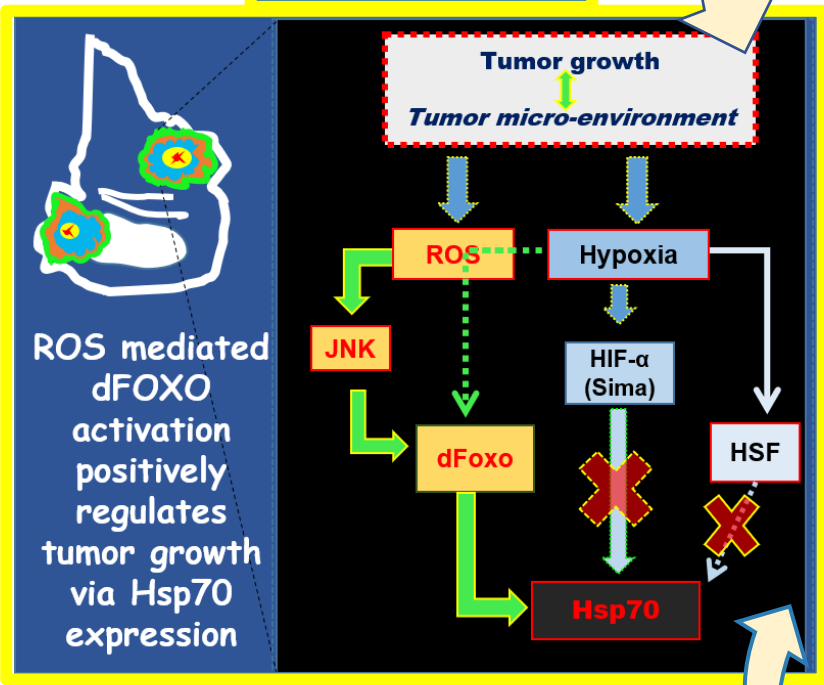 Tumor growth
Tumor micro-environment
ROS
Hypoxia
JNK
HIF-α
(Sima)
dFoxo
HSF
Hsp70
ROS mediated
dFOXO
activation
positively
regulates
tumor growth
via Hsp70
expression